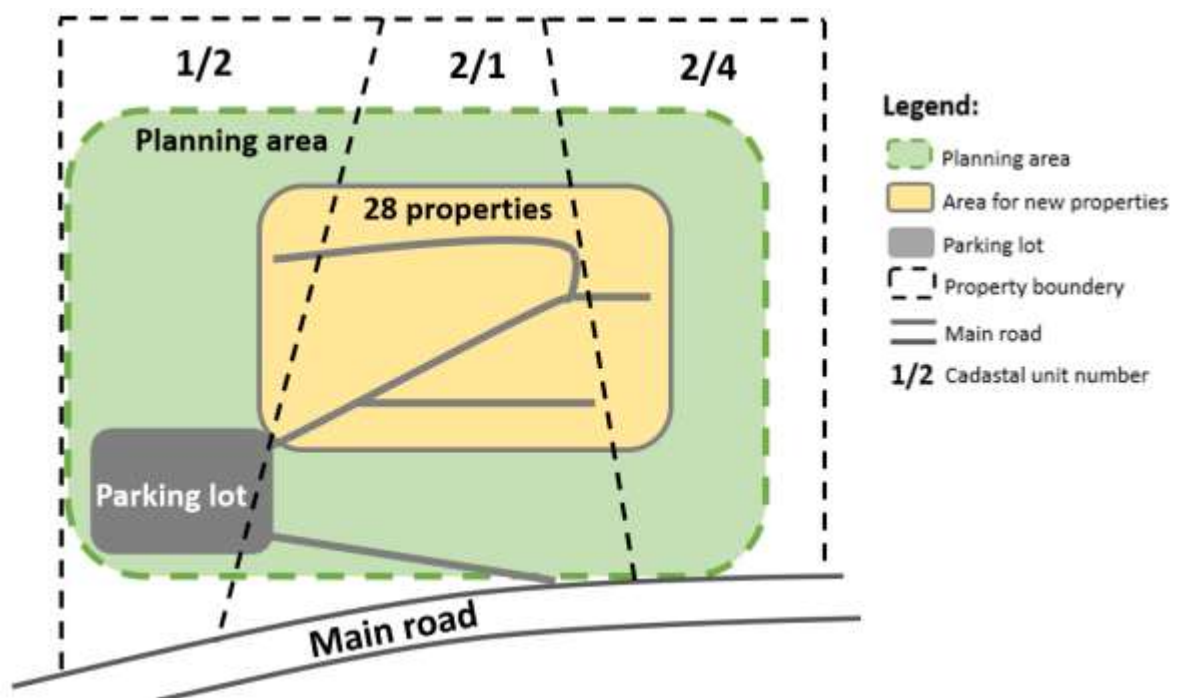 1/2
2/1
2/4
Planning area
28 properties
Parking lot
Main road
Legend:
Planning area
Area for new properties
Parking lot
Property boundery
Main road
1/2 Cadastal unit number